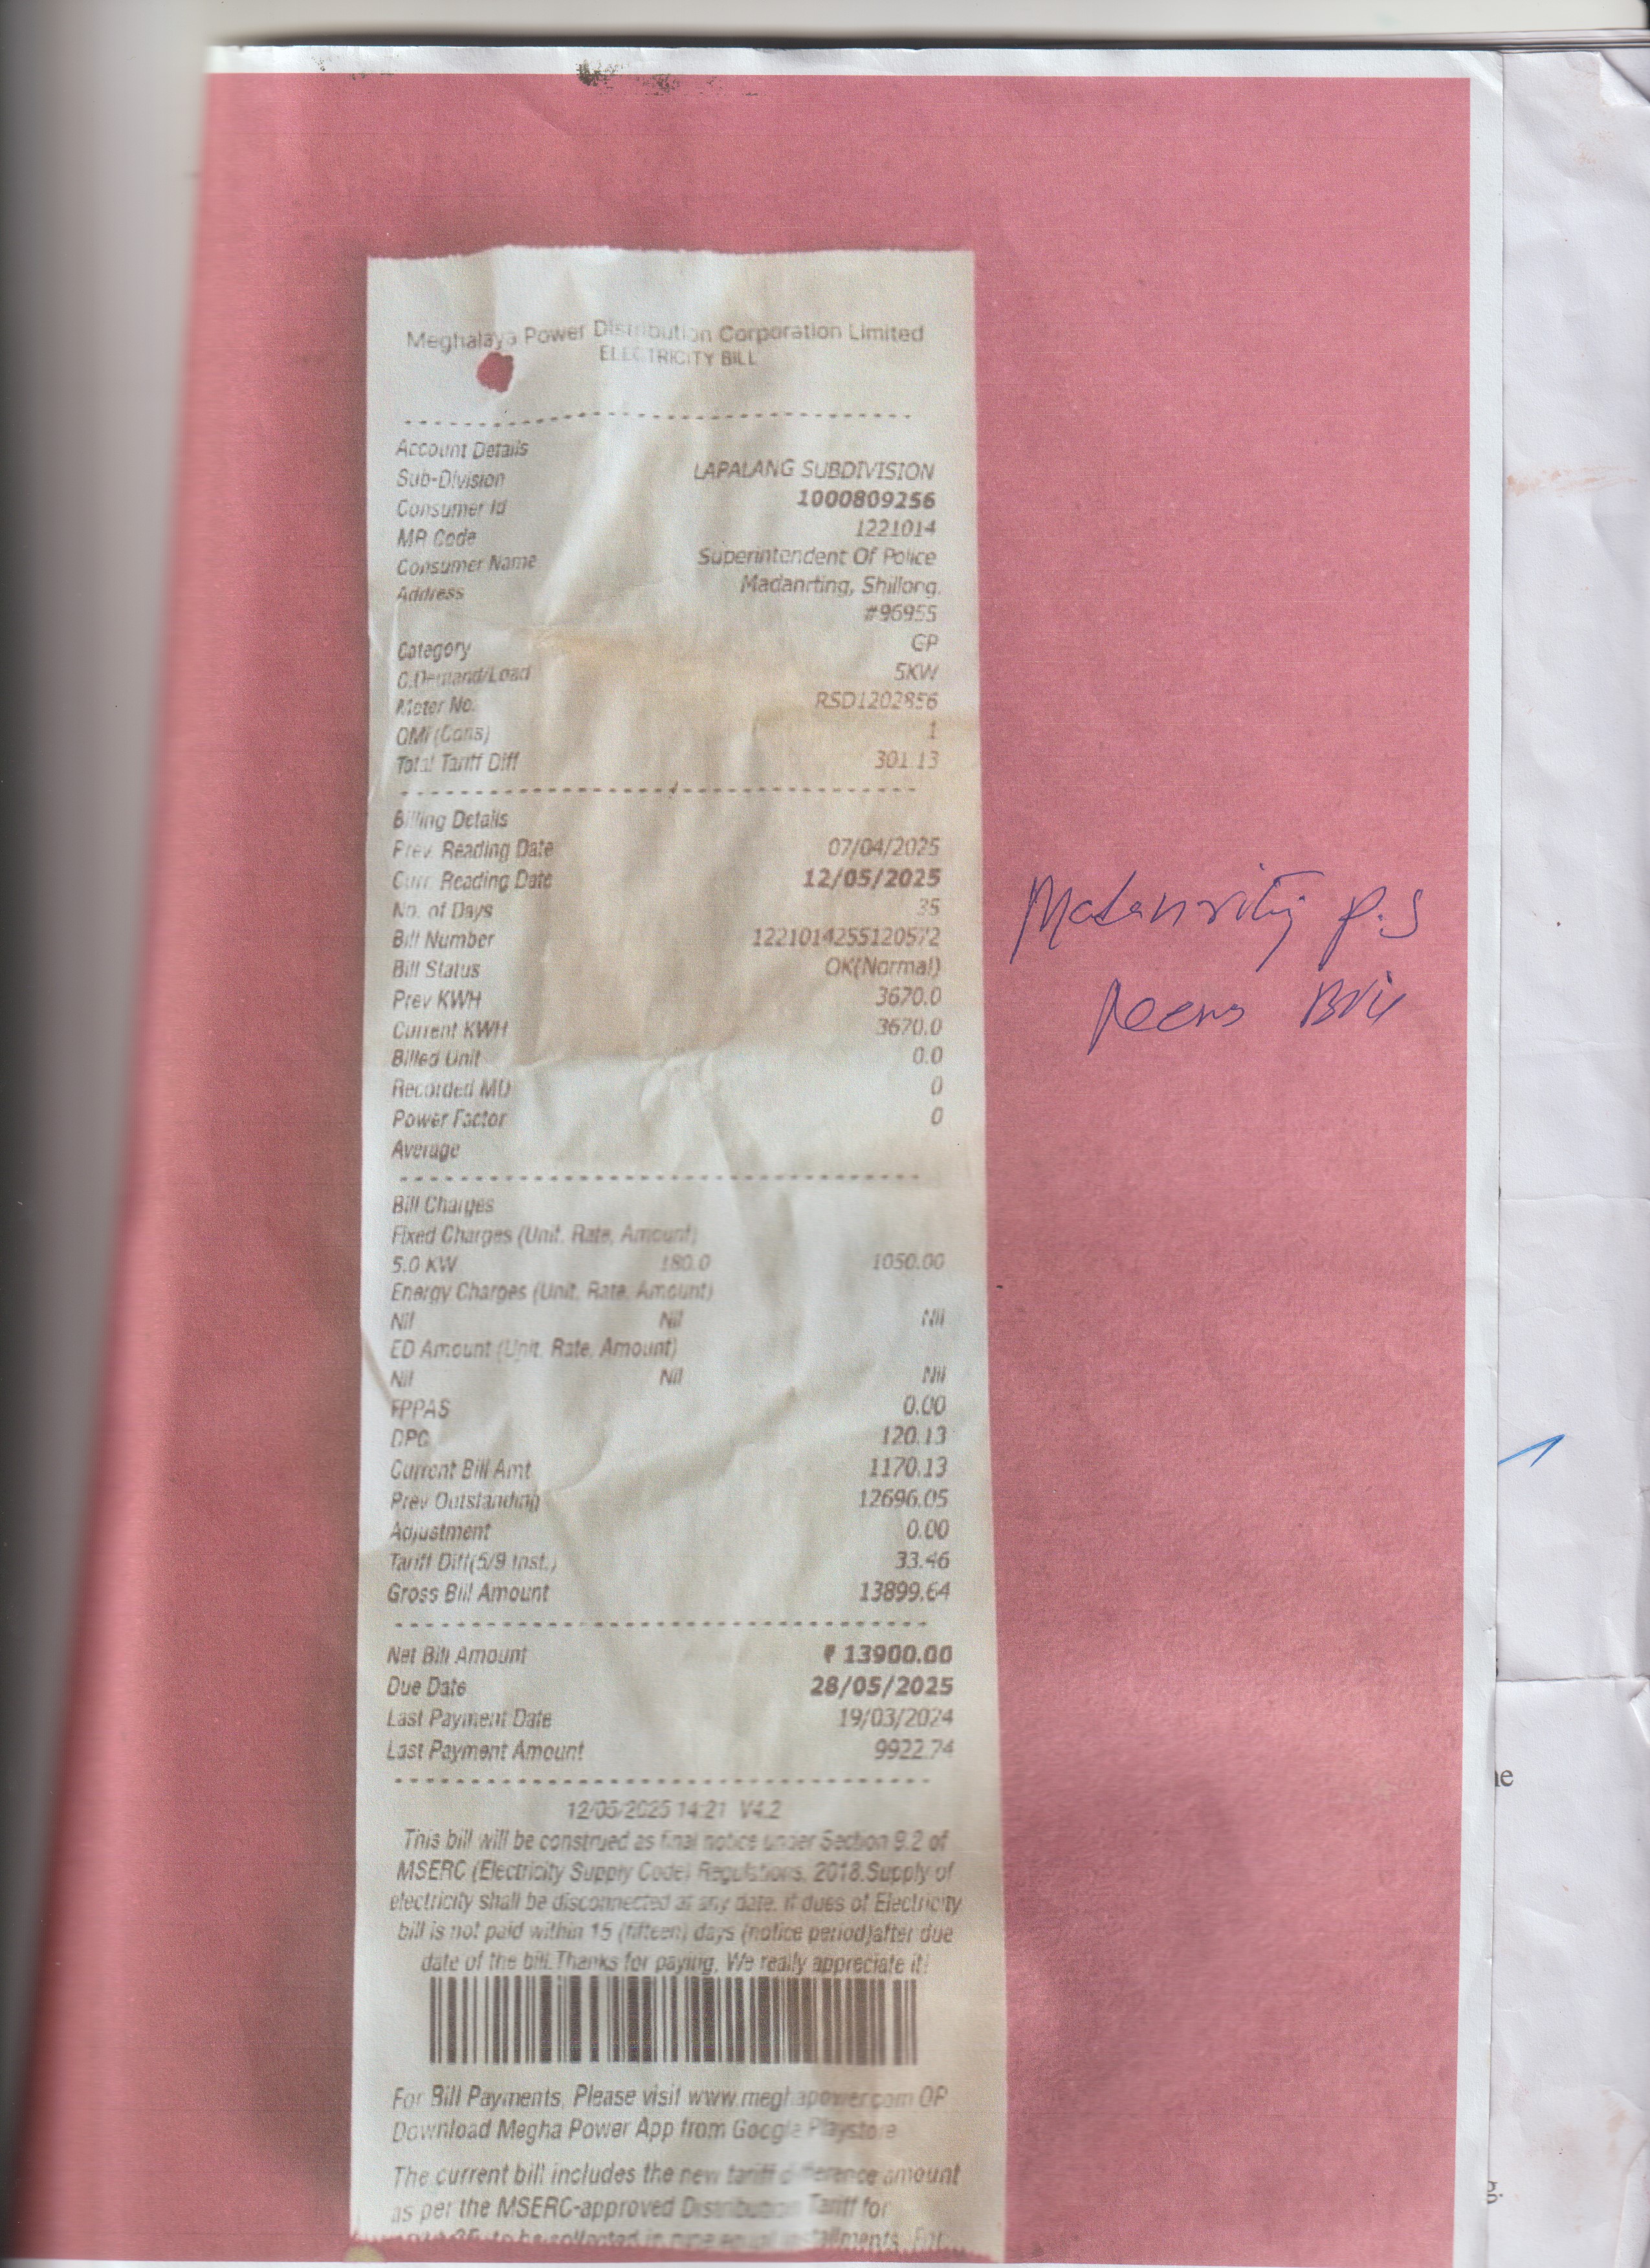 Meghalaya Power Distribution Corporation Limited
ELECTRICITY BILL
Account Details
Sub-Division LAPALANG SUBDIVISION
Consumer Id 1000809256
MR Code 1221014
Consumer Name Superintendent Of Police
Address Madanrting, Shillong,
#96955
Category GP
C.Demand/Load 5KW
Meter No. RSD1202856
OMF(Cons) 1
Total Tariff Diff 301.13
Billing Details
Prev. Reading Date 07/04/2025
Curr. Reading Date 12/05/2025
No. of Days 35
Bill Number 1221014255120572
Bill Status OK(Normal)
Prev KWH 3670.0
Current KWH 3670.0
Billed Unit 0.0
Recorded MD 0
Power Factor 0
Average
Bill Charges
Fixed Charges (Unit, Rate, Amount)
5.0 KW 180.0 1050.00
Energy Charges (Unit, Rate, Amount)
Nil Nil Nil
ED Amount (Unit, Rate, Amount)
Nil Nil Nil
FPPAS 0.00
DPC 120.13
Current Bill Amt 1170.13
Prev Outstanding 12696.05
Adjustment 0.00
Tariff Diff(5/9 Inst.) 33.46
Gross Bill Amount 13899.64
Net Bill Amount ₹ 13900.00
Due Date 28/05/2025
Last Payment Date 19/03/2024
Last Payment Amount 9922.74
12/05/2025 14:21 V4.2
This bill will be construed as final notice under Section 9.2 of
MSERC (Electricity Supply Code) Regulations, 2018.Supply of
electricity shall be disconnected at any date, if dues of Electricity
bill is not paid within 15 (fifteen) days (notice period)after due
date of the bill.Thanks for paying, We really appreciate it!
For Bill Payments, Please visit www.meghapower.com OR
Download Megha Power App from Google Playstore
The current bill includes the new tariff difference amount
as per the MSERC-approved Distribution Tariff for
to be collected in nine equal installments.
P.S